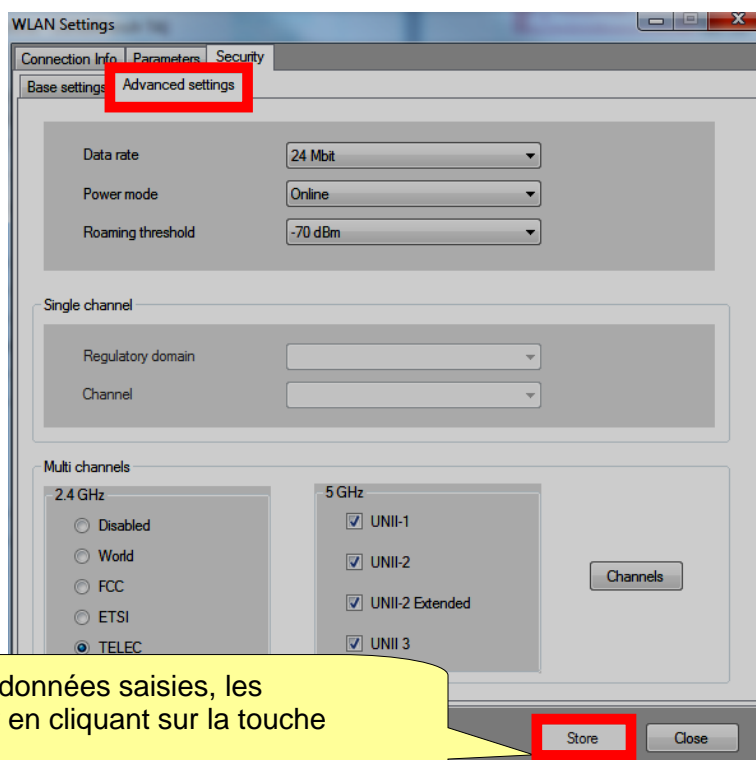 WLAN Settings
Connection Info Parameters Security
Base settings Advanced settings
Data rate 24 Mbit
Power mode Online
Roaming threshold -70 dBm
Single channel
Regulatory domain
Channel
Multi channels
2.4 GHz
Disabled
World
FCC
ETSI
TELEC
5 GHz
UNII-1
UNII-2
UNII-2 Extended
UNII 3
Channels
données saisies, les
en cliquant sur la touche
Store Close